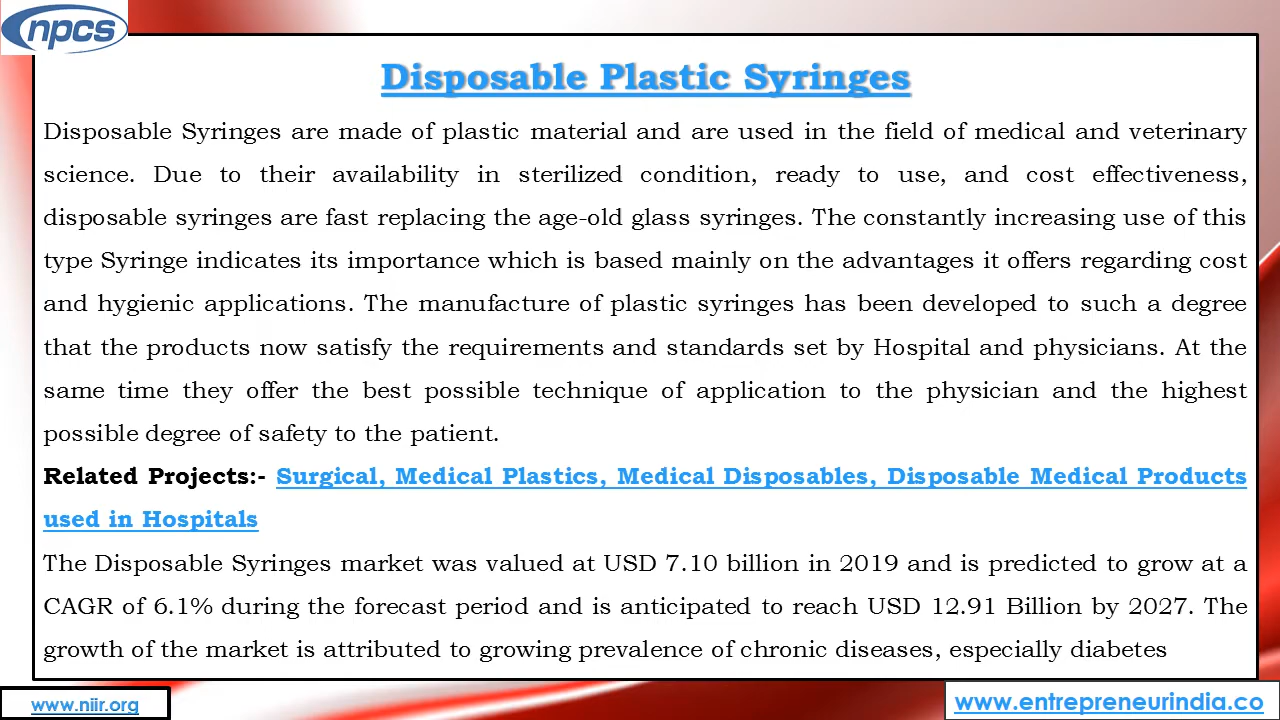 npcs
Disposable Plastic Syringes
Disposable Syringes are made of plastic material and are used in the field of medical and veterinary
science. Due to their availability in sterilized condition, ready to use, and cost effectiveness,
disposable syringes are fast replacing the age-old glass syringes. The constantly increasing use of this
type Syringe indicates its importance which is based mainly on the advantages it offers regarding cost
and hygienic applications. The manufacture of plastic syringes has been developed to such a degree
that the products now satisfy the requirements and standards set by Hospital and physicians. At the
same time they offer the best possible technique of application to the physician and the highest
possible degree of safety to the patient.
Related Projects:- Surgical, Medical Plastics, Medical Disposables, Disposable Medical Products
used in Hospitals
The Disposable Syringes market was valued at USD 7.10 billion in 2019 and is predicted to grow at a
CAGR of 6.1% during the forecast period and is anticipated to reach USD 12.91 Billion by 2027. The
growth of the market is attributed to growing prevalence of chronic diseases, especially diabetes
www.niir.org
www.entrepreneurindia.co